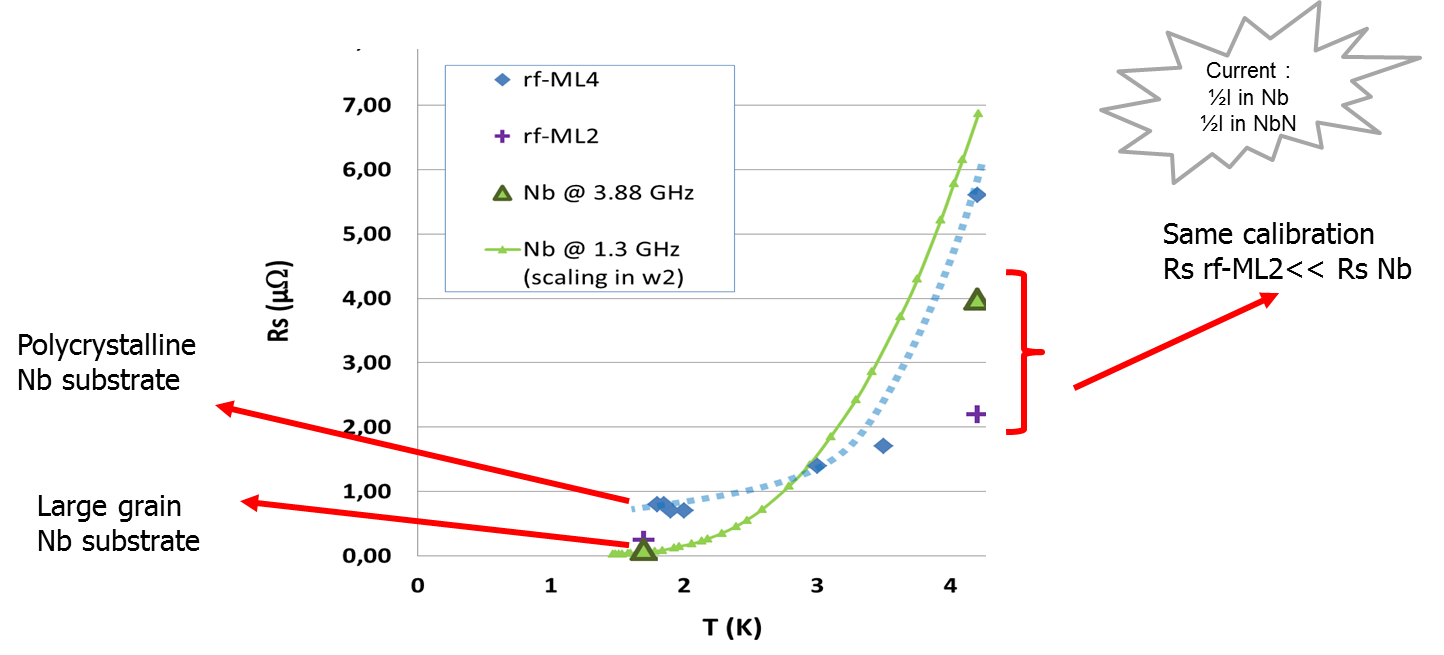 rf-ML4
rf-ML2
Nb @ 3.88 GHz
Nb @ 1.3 GHz
(scaling in w2)
7,00
6,00
5,00
4,00
3,00
2,00
1,00
0,00
Rs (µΩ)
0
1
2
3
4
T (K)
Polycrystalline
Nb substrate
Large grain
Nb substrate
Current :
½I in Nb
½I in NbN
Same calibration
Rs rf-ML2<< Rs Nb